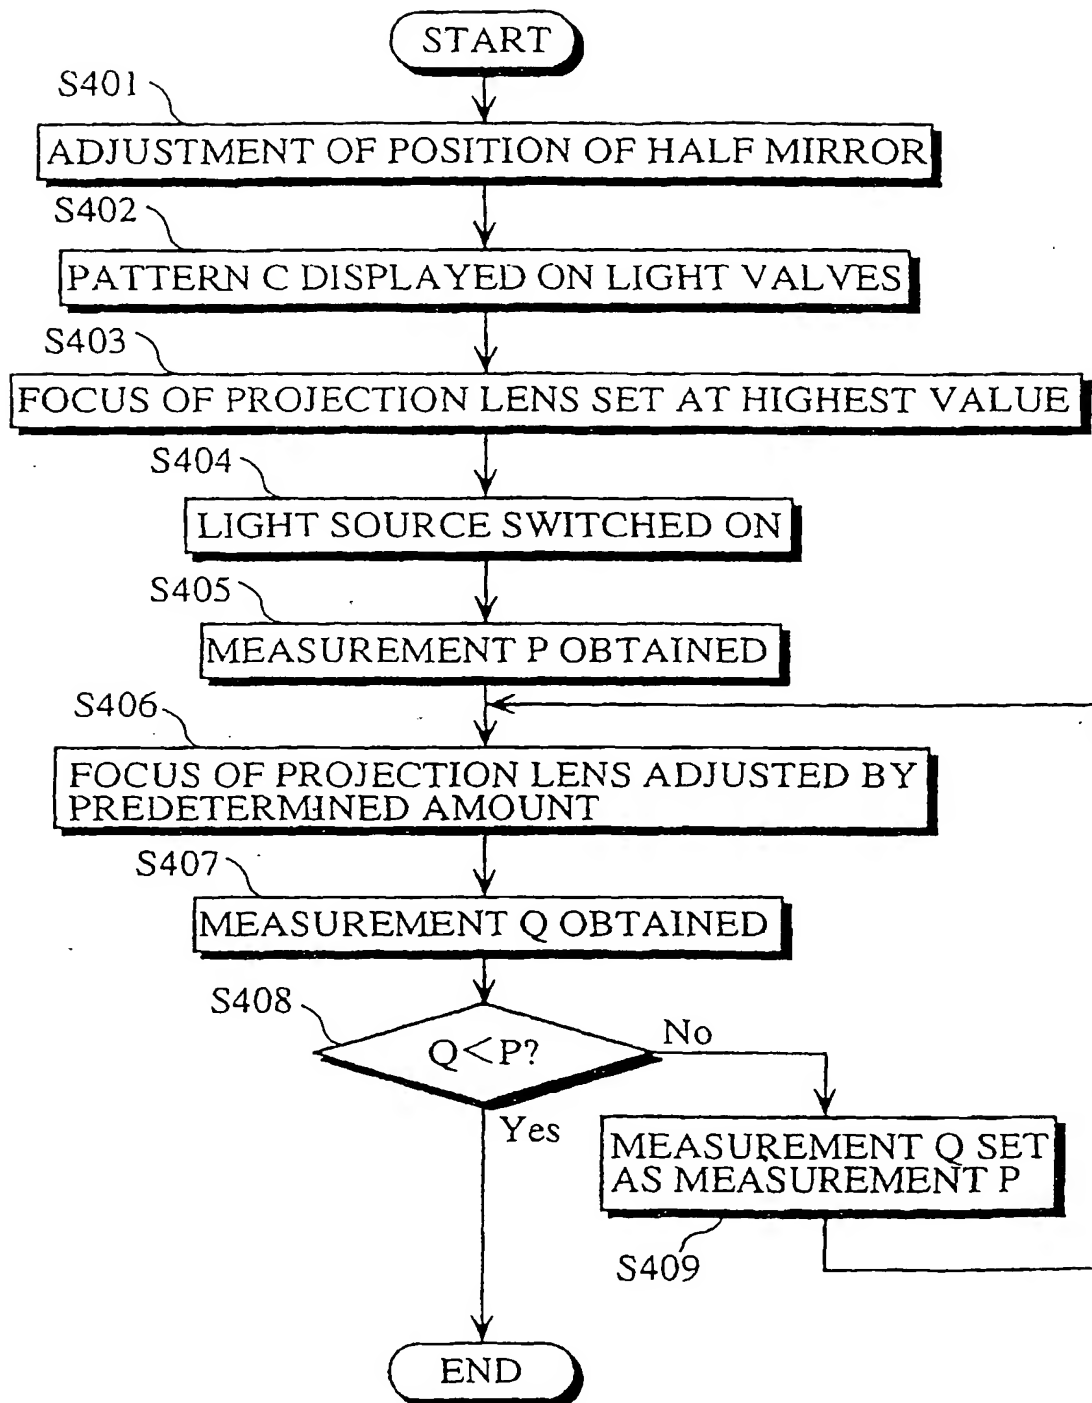 START
S401
ADJUSTMENT OF POSITION OF HALF MIRROR
S402
PATTERN C DISPLAYED ON LIGHT VALVES
S403
FOCUS OF PROJECTION LENS SET AT HIGHEST VALUE
S404
LIGHT SOURCE SWITCHED ON
S405
MEASUREMENT P OBTAINED
S406
FOCUS OF PROJECTION LENS ADJUSTED BY
PREDETERMINED AMOUNT
S407
MEASUREMENT Q OBTAINED
S408
Q<P?
No
Yes
MEASUREMENT Q SET
AS MEASUREMENT P
S409
END